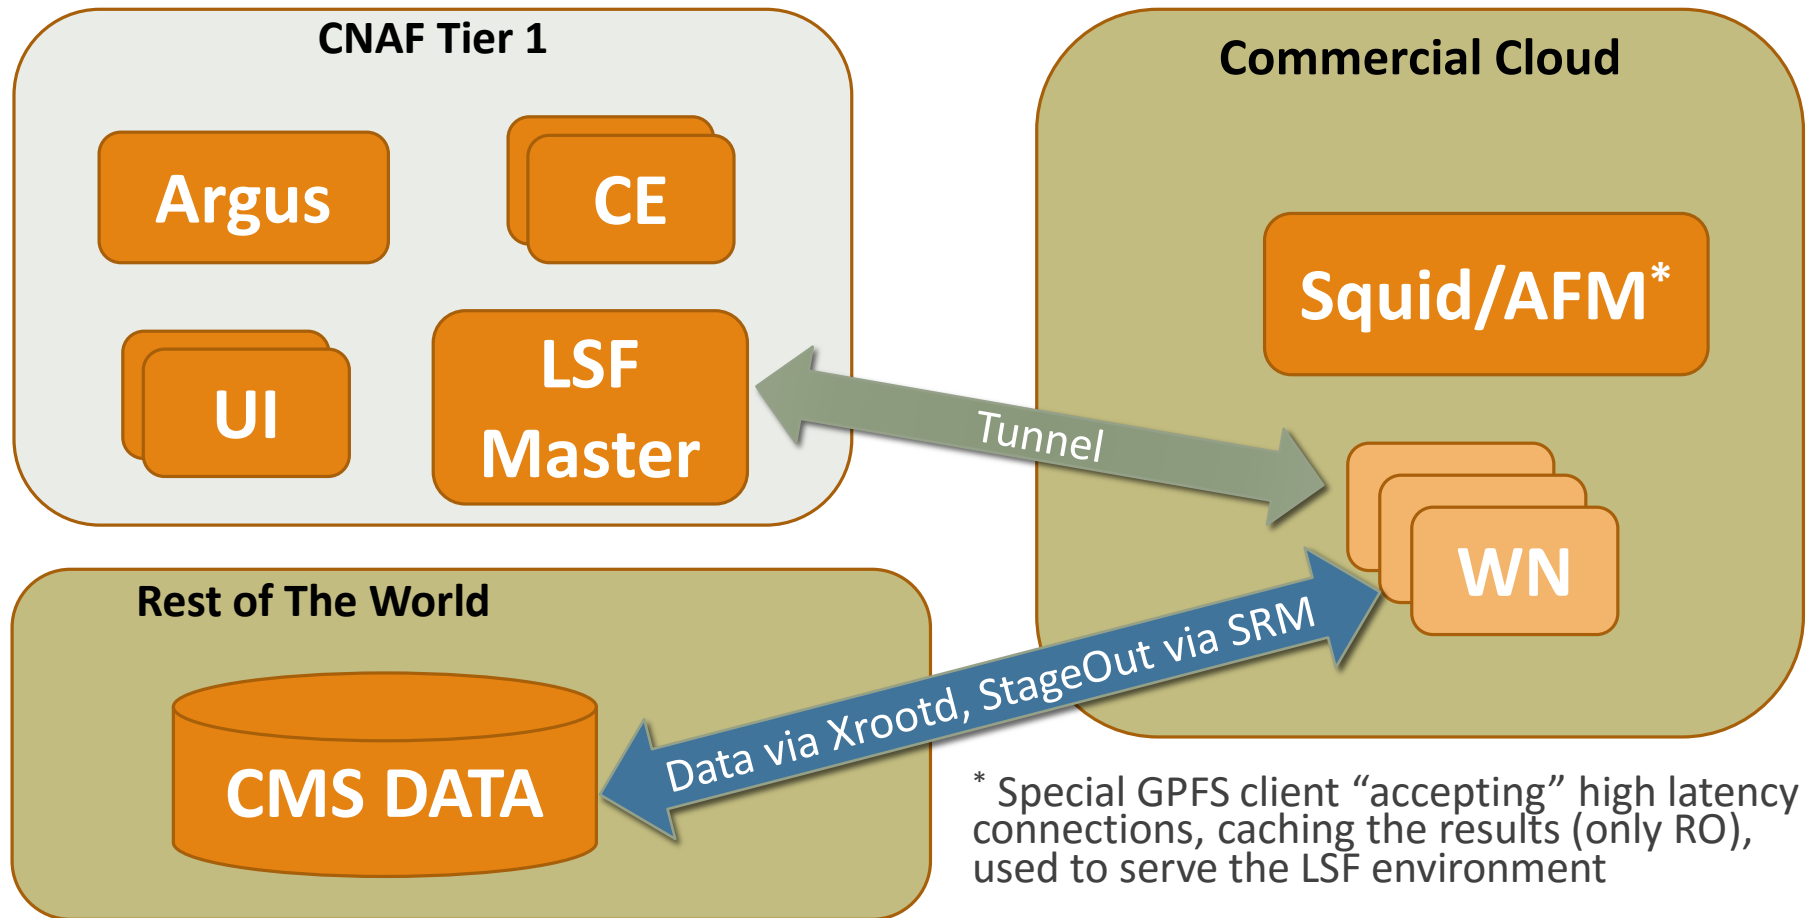 CNAF Tier 1
Argus
CE
UI
LSF
Master
Commercial Cloud
Squid/AFM*
WN
Tunnel
Rest of The World
CMS DATA
Data via Xrootd, StageOut via SRM
* Special GPFS client “accepting” high latency
connections, caching the results (only RO),
used to serve the LSF environment